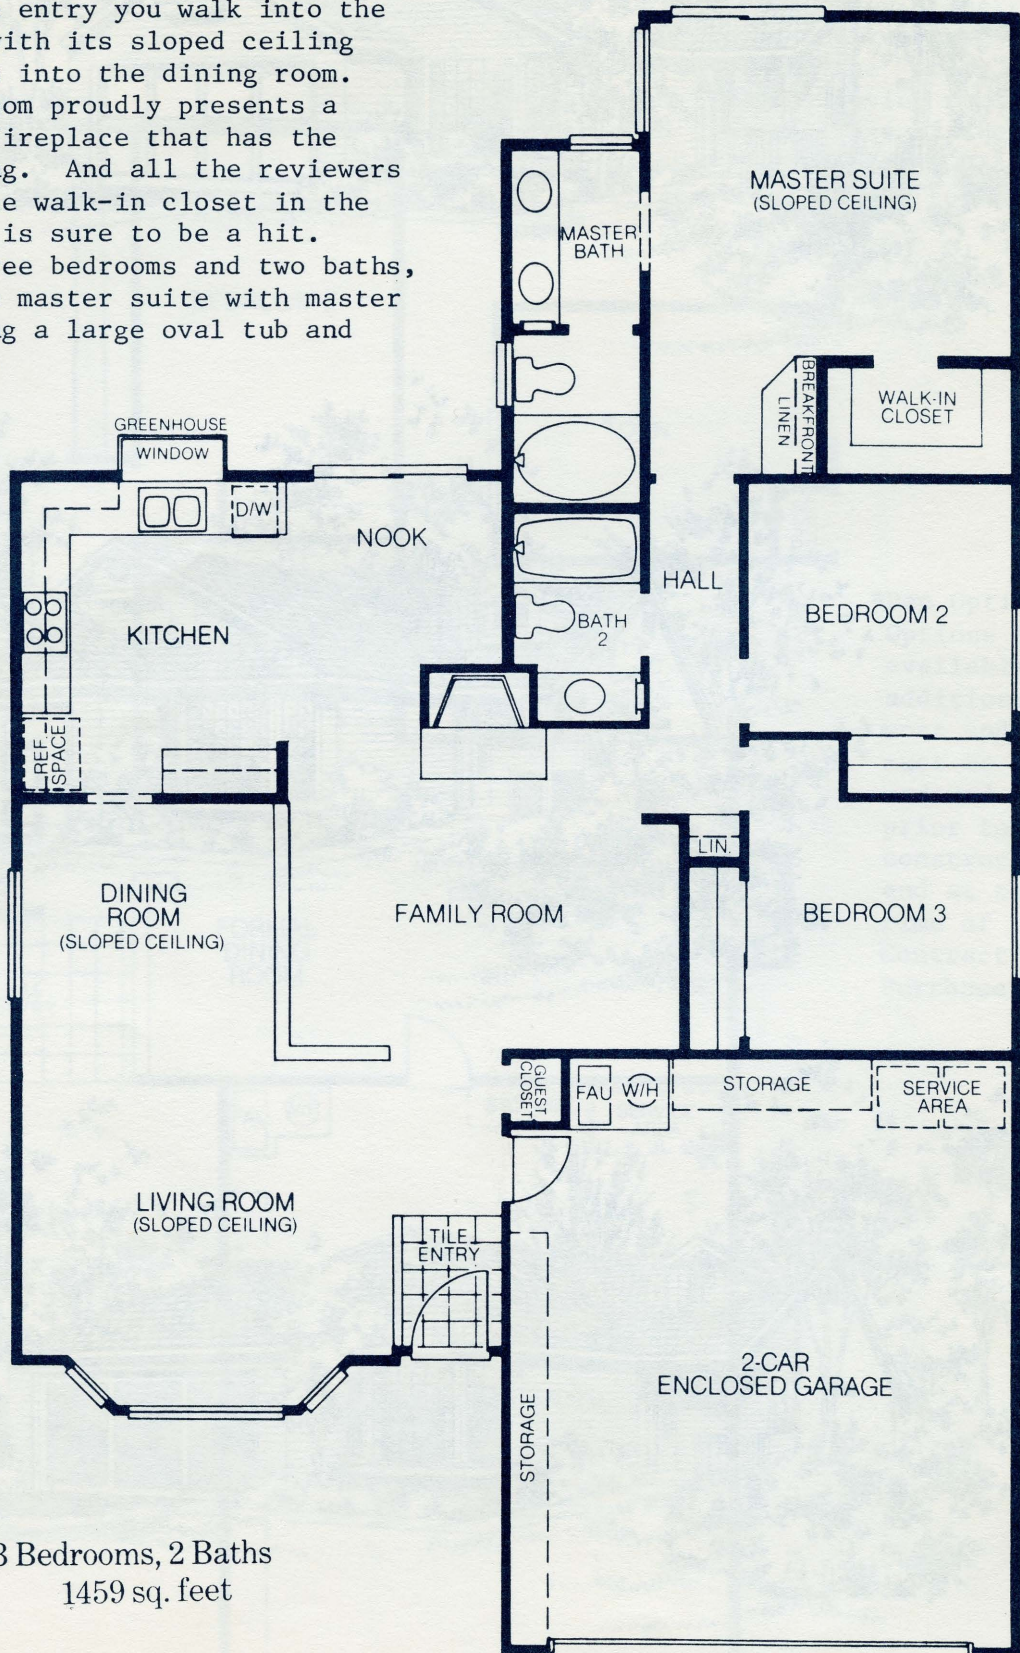 entry you walk into the
with its sloped ceiling
into the dining room.
proudly presents a
that has the
And all the reviewers
walk-in closet in the
is sure to be a hit.
bedrooms and two baths,
master suite with master
a large oval tub and
MASTER SUITE
(SLOPED CEILING)
MASTER
BATH
BREAKFRONT
LINEN
WALK-IN
CLOSET
GREENHOUSE
WINDOW
D/W
NOOK
HALL
KITCHEN
BATH
2
BEDROOM 2
REF.
SPACE
LIN.
DINING
ROOM
(SLOPED CEILING)
FAMILY ROOM
BEDROOM 3
GUEST
CLOSET
FAU
W/H
STORAGE
SERVICE
AREA
LIVING ROOM
(SLOPED CEILING)
TILE
ENTRY
2-CAR
ENCLOSED GARAGE
STORAGE
3 Bedrooms, 2 Baths
1459 sq. feet